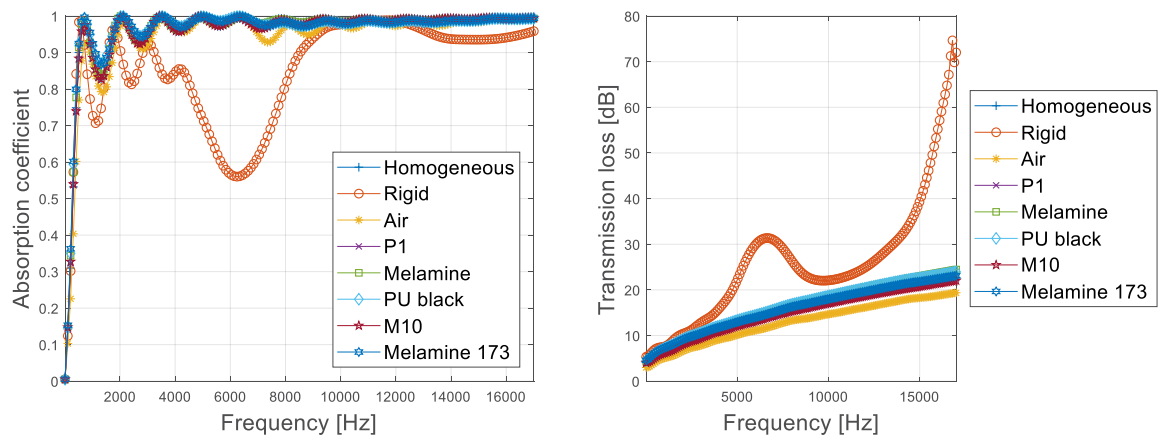 1
0.9
0.8
0.7
0.6
0.5
0.4
0.3
0.2
0.1
0
Absorption coefficient
2000 4000 6000 8000 10000 12000 14000 16000
Frequency [Hz]
Homogeneous
Rigid
Air
P1
Melamine
PU black
M10
Melamine 173
80
70
60
50
40
30
20
10
0
Transmission loss [dB]
5000 10000 15000
Frequency [Hz]
Homogeneous
Rigid
Air
P1
Melamine
PU black
M10
Melamine 173